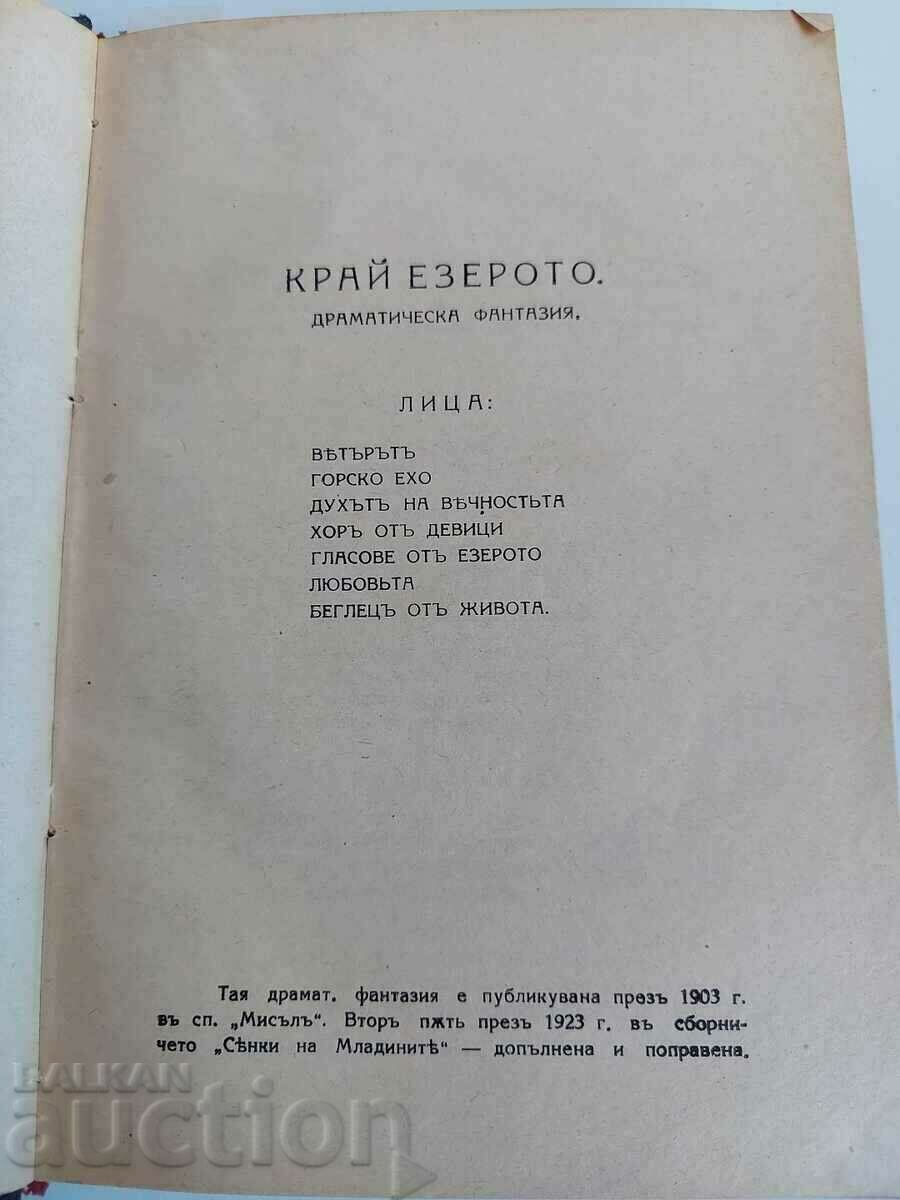 КРАЙ ЕЗЕРОТО.
ДРАМАТИЧЕСКА ФАНТАЗИЯ.
ЛИЦА:
ВѢТЪРЪТЪ
ГОРСКО ЕХО
ДУХЪТЪ НА ВѢЧНОСТЬТА
ХОРЪ ОТЪ ДЕВИЦИ
ГЛАСОВЕ ОТЪ ЕЗЕРОТО
ЛЮБОВЬТА
БЕГЛЕЦЪ ОТЪ ЖИВОТА.
Тая драмат. фантазия е публикувана презъ 1903 г.
въ сп. „Мисълъ“. Второ пѫть презъ 1923 г. въ сборни-
чето „Сѣнки на Младинитѣ“ — допълнена и поправена.
BALKAN
auction